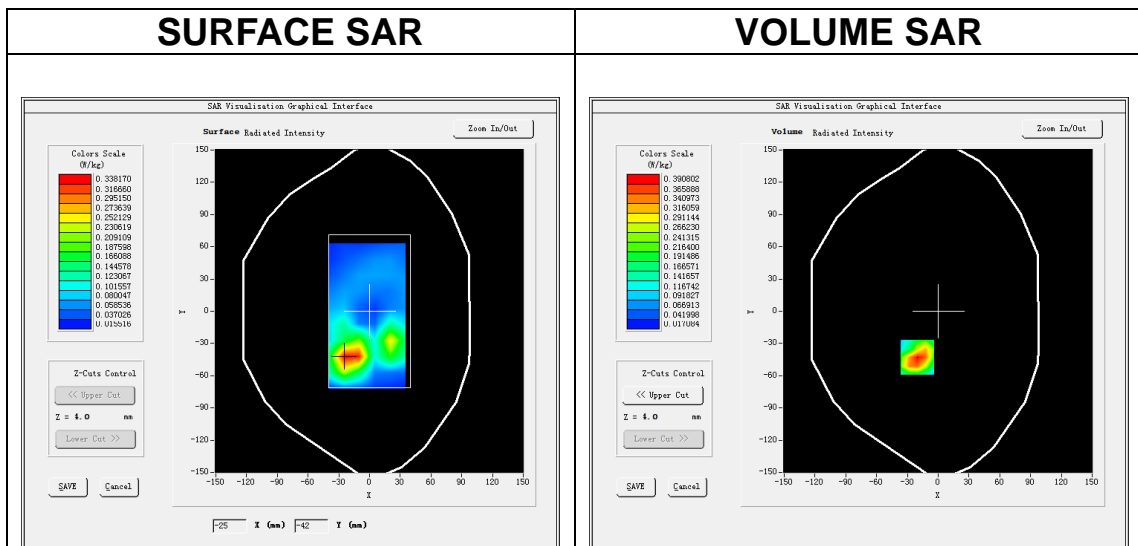 SURFACE SAR
VOLUME SAR
SAR Visualisation Graphical Interface
Surface Radiated Intensity
Zoom In/Out
Colors Scale
(W/kg)
0.338170
0.316660
0.295150
0.273639
0.252129
0.230619
0.209109
0.187598
0.166088
0.144578
0.123067
0.101557
0.080047
0.058536
0.037026
0.015516
150
120
90
60
30
0
-30
-60
-90
-120
-150
Y
-150 -120 -90 -60 -30 0 30 60 90 120 150
X
Z-Cuts Control
<< Upper Cut
Z = 4.0 mm
Lower Cut >>
SAVE Cancel
-25 X (mm) -42 Y (mm)
SAR Visualisation Graphical Interface
Volume Radiated Intensity
Zoom In/Out
Colors Scale
(W/kg)
0.390802
0.365888
0.340973
0.316059
0.291144
0.266230
0.241315
0.216400
0.191486
0.166571
0.141657
0.116742
0.091827
0.066913
0.041998
0.017084
150
120
90
60
30
0
-30
-60
-90
-120
-150
Y
-150 -120 -90 -60 -30 0 30 60 90 120 150
X
Z-Cuts Control
<< Upper Cut
Z = 4.0 mm
Lower Cut >>
SAVE Cancel